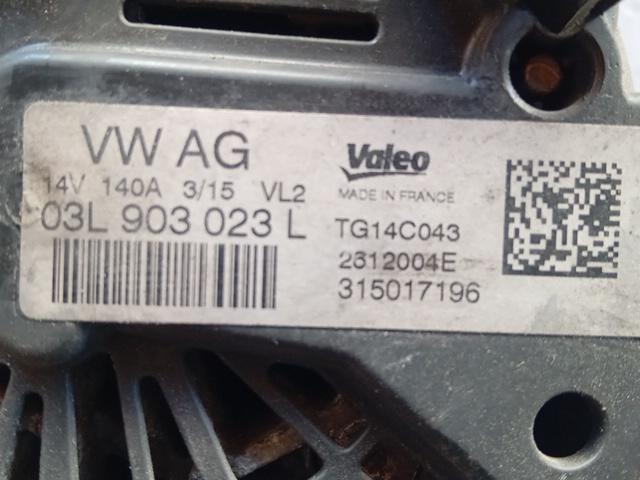 VW AG
14V 140A 3/15 VL2
03L 903 023 L
Valeo
MADE IN FRANCE
TG14C043
2612004E
315017196